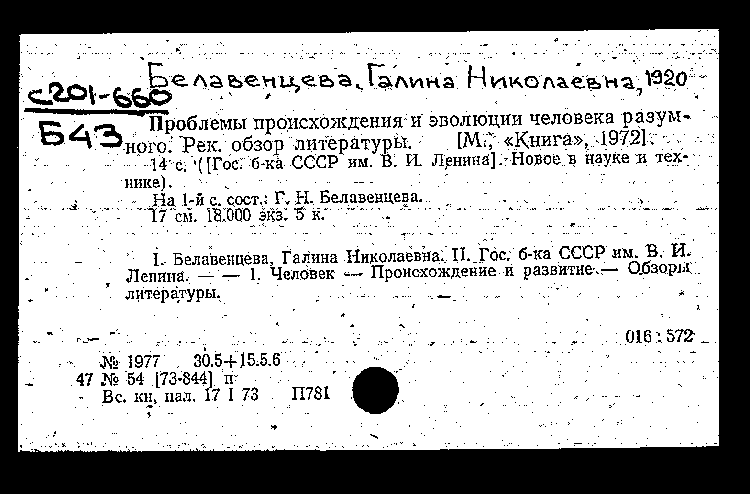 Белавенцева, Галина Николаевна, 1920
с201-660
Б43
Проблемы происхождения и эволюции человека разум-
ного. Рек. обзор литературы. [М., «Книга», 1972].
14 с. ([Гос. б-ка СССР им. В. И. Ленина]. Новое в науке и тех-
нике).
На 1-й с. сост.: Г. Н. Белавенцева.
17 см. 18.000 экз. 5 к.
I. Белавенцева, Галина Николаевна. II. Гос. б-ка СССР им. В. И.
Ленина. — — 1. Человек — Происхождение и развитие — Обзоры
литературы.
016 : 572
№ 1977 30.5+15.5.6
47 № 54 [73-844] п
Вс. кн. пал. 17 I 73 П781